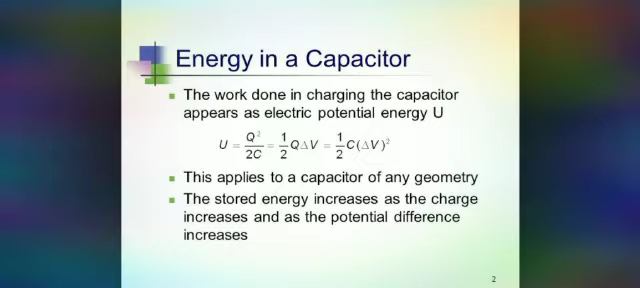 Energy in a Capacitor
The work done in charging the capacitor
appears as electric potential energy U
U = Q²/2C = 1/2 QΔV = 1/2 C(ΔV)²
This applies to a capacitor of any geometry
The stored energy increases as the charge
increases and as the potential difference
increases
2